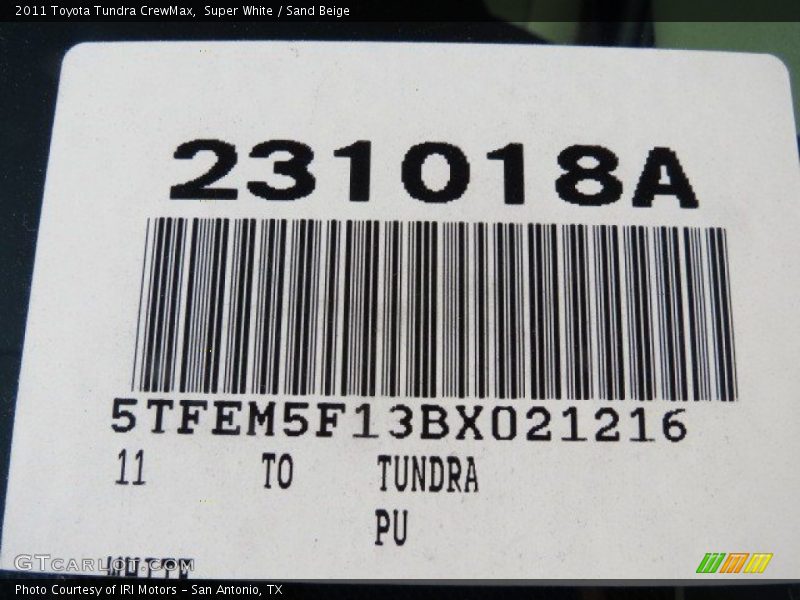 2011 Toyota Tundra CrewMax,  Super White / Sand Beige
231018A
5TFEM5F13BX021216
11 TO TUNDRA
PU
WHITE
GTCARLOT.COM
Photo Courtesy of IRI Motors – San Antonio, TX